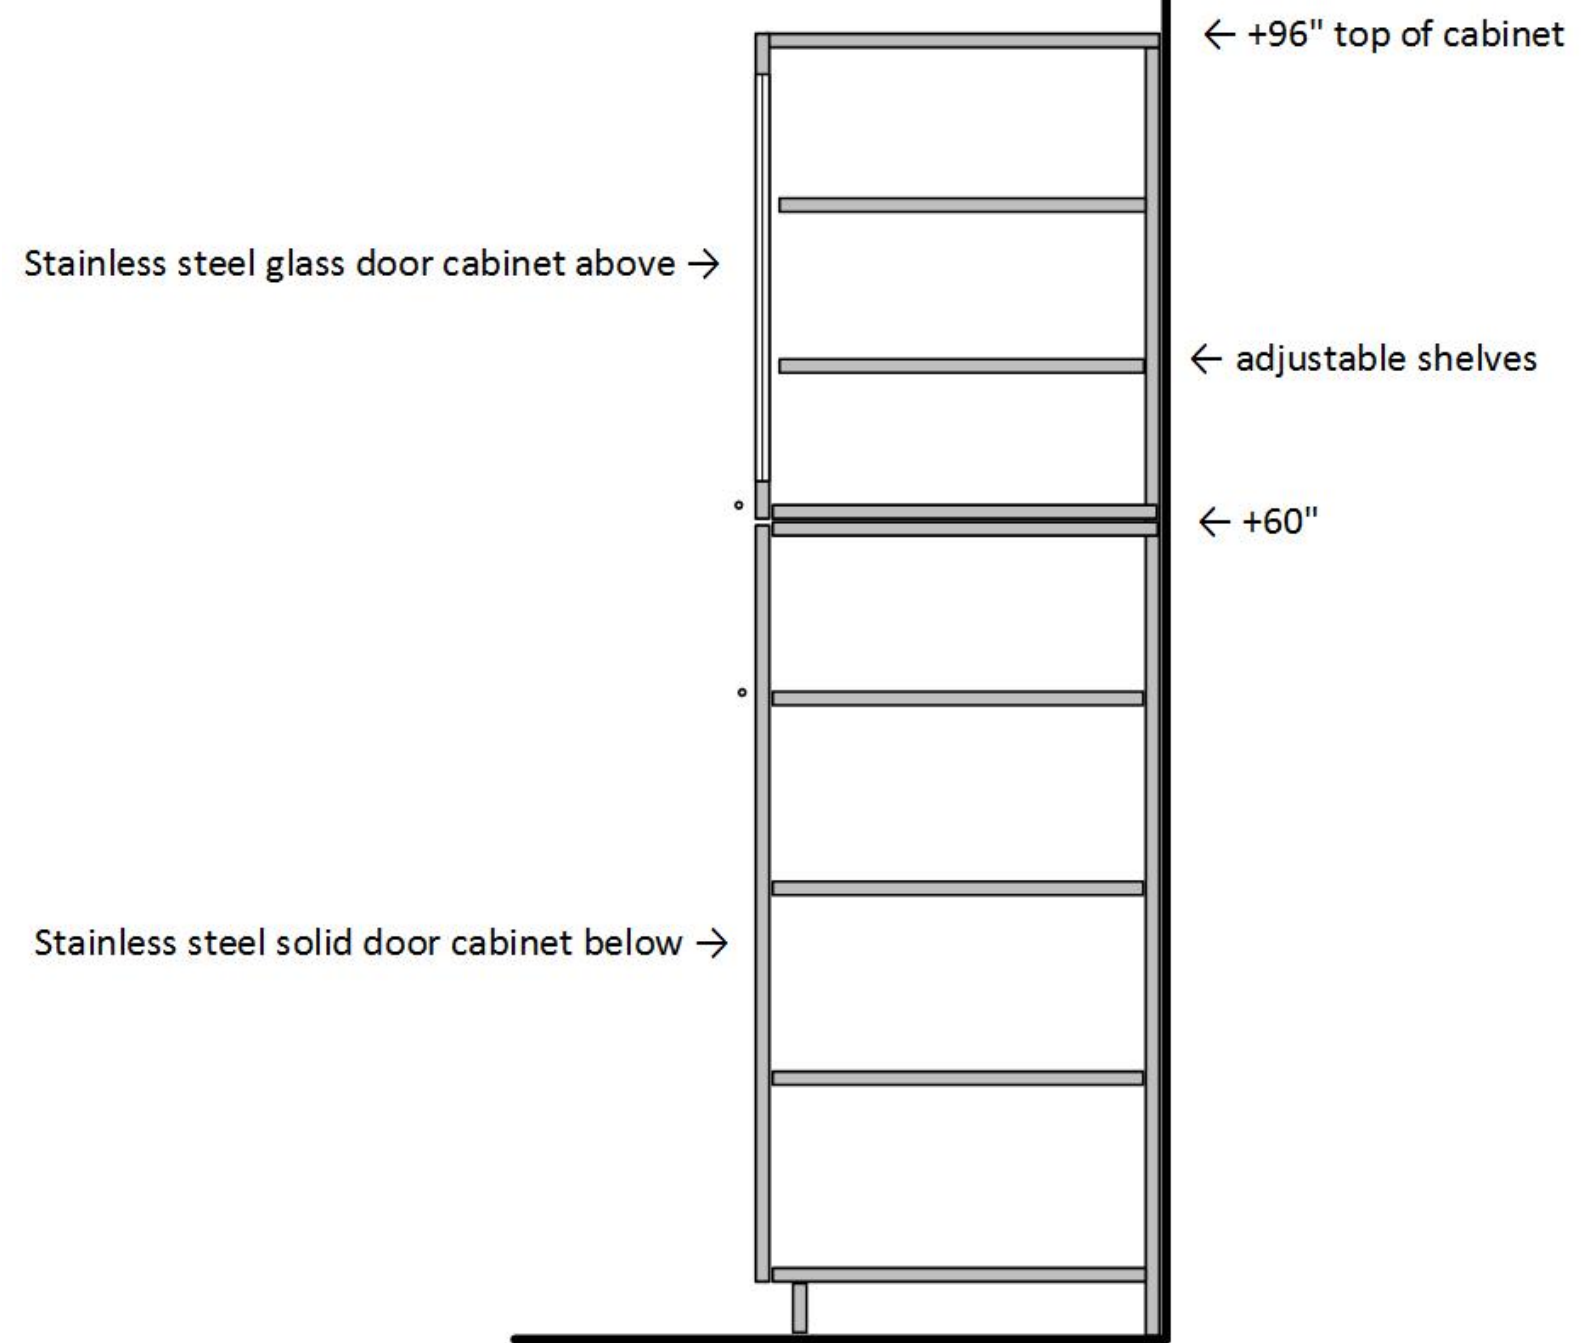 ← +96" top of cabinet
Stainless steel glass door cabinet above →
← adjustable shelves
← +60"
Stainless steel solid door cabinet below →